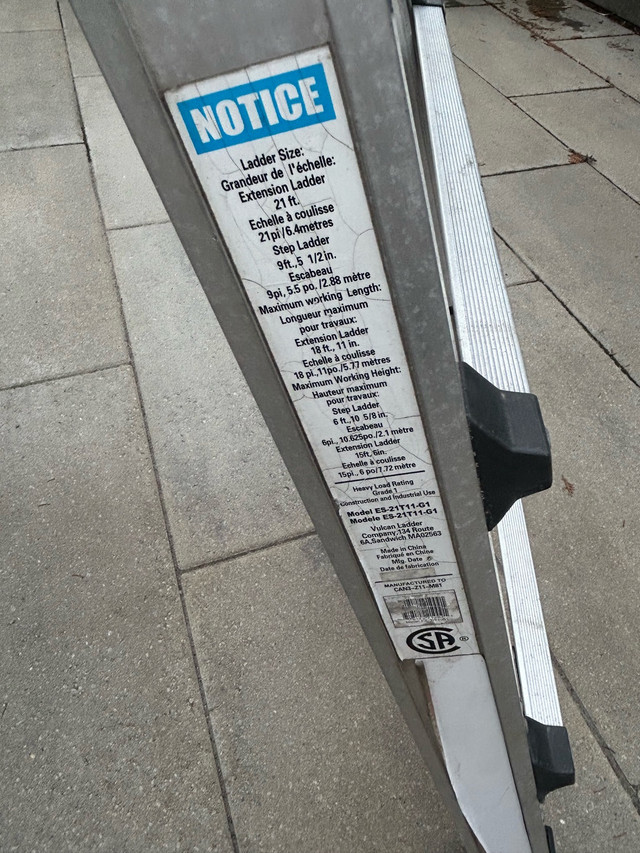 NOTICE
Ladder Size:
Grandeur de l'échelle:
Extension Ladder
21 ft.
Echelle à coulisse
21pi/6.4metres
Step Ladder
9ft.,5 1/2in.
Escabeau
9pi, 5.5 po./2.88 mètre
Maximum working Length:
Longueur maximum
pour travaux:
Extension Ladder
18 ft., 11 in.
Echelle à coulisse
18 pi.,11po./5.77 mètres
Maximum Working Height:
Hauteur maximum
pour travaux:
Step Ladder
6 ft.,10 5/8 in.
Escabeau
6pi., 10.625po./2.1 mètre
Extension Ladder
15ft, 6in.
Echelle à coulisse
15pi., 6 po/7.72 mètre
Heavy Load Rating
Grade 1
Construction and Industrial Use
Model ES-21T11-G1
Modele ES-21T11-G1
Vulcan Ladder
Company,134 Route
6A,Sandwich MA02563
Made in China
Fabriqué en Chine
Mfg. Date
Date de fabrication
MANUFACTURED TO
CAN3-Z11-M81
CSA ®